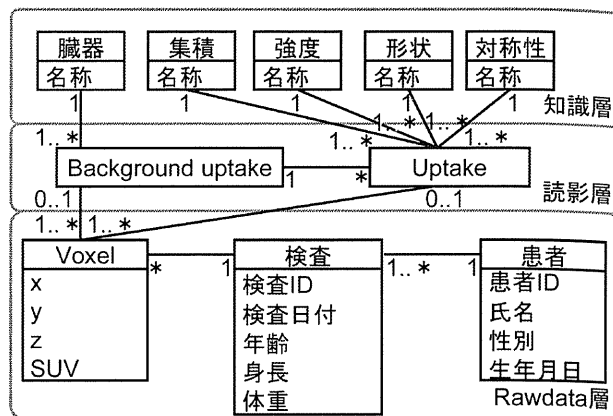 臓器 集積 強度 形状 対称性
名称 名称 名称 名称 名称
1 1 1 1 1 知識層
1..* 1..* 1..* 1..* 1..*
Background uptake 1 * Uptake
0..1 0..1 読影層
1..* 1..*
Voxel * 1 検査 1..* 1 患者
x 検査ID 患者ID
y 検査日付 氏名
z 年齢 性別
SUV 身長 生年月日
体重 Rawdata層